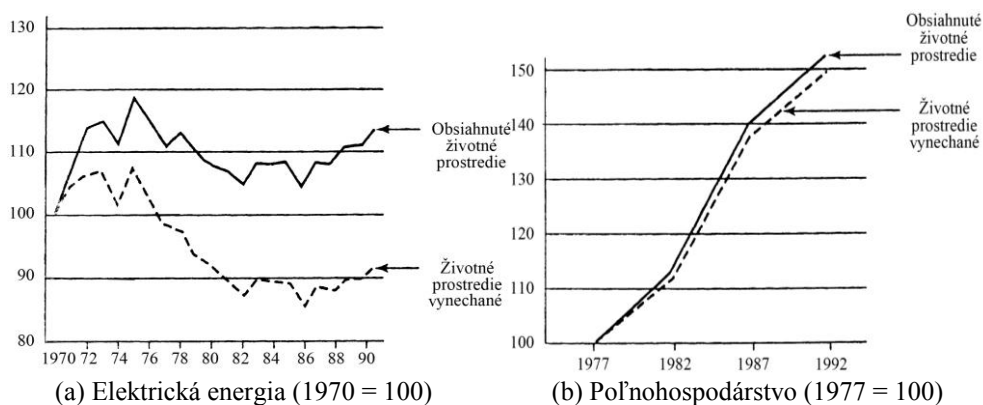 130
120
110
100
90
80
1970 72 74 76 78 80 82 84 86 88 90
Obsiahnuté
životné
prostredie
Životné
prostredie
vynechané
(a) Elektrická energia (1970 = 100)
150
140
130
120
110
100
1977 1982 1987 1992
Obsiahnuté
životné
prostredie
Životné
prostredie
vynechané
(b) Poľnohospodárstvo (1977 = 100)